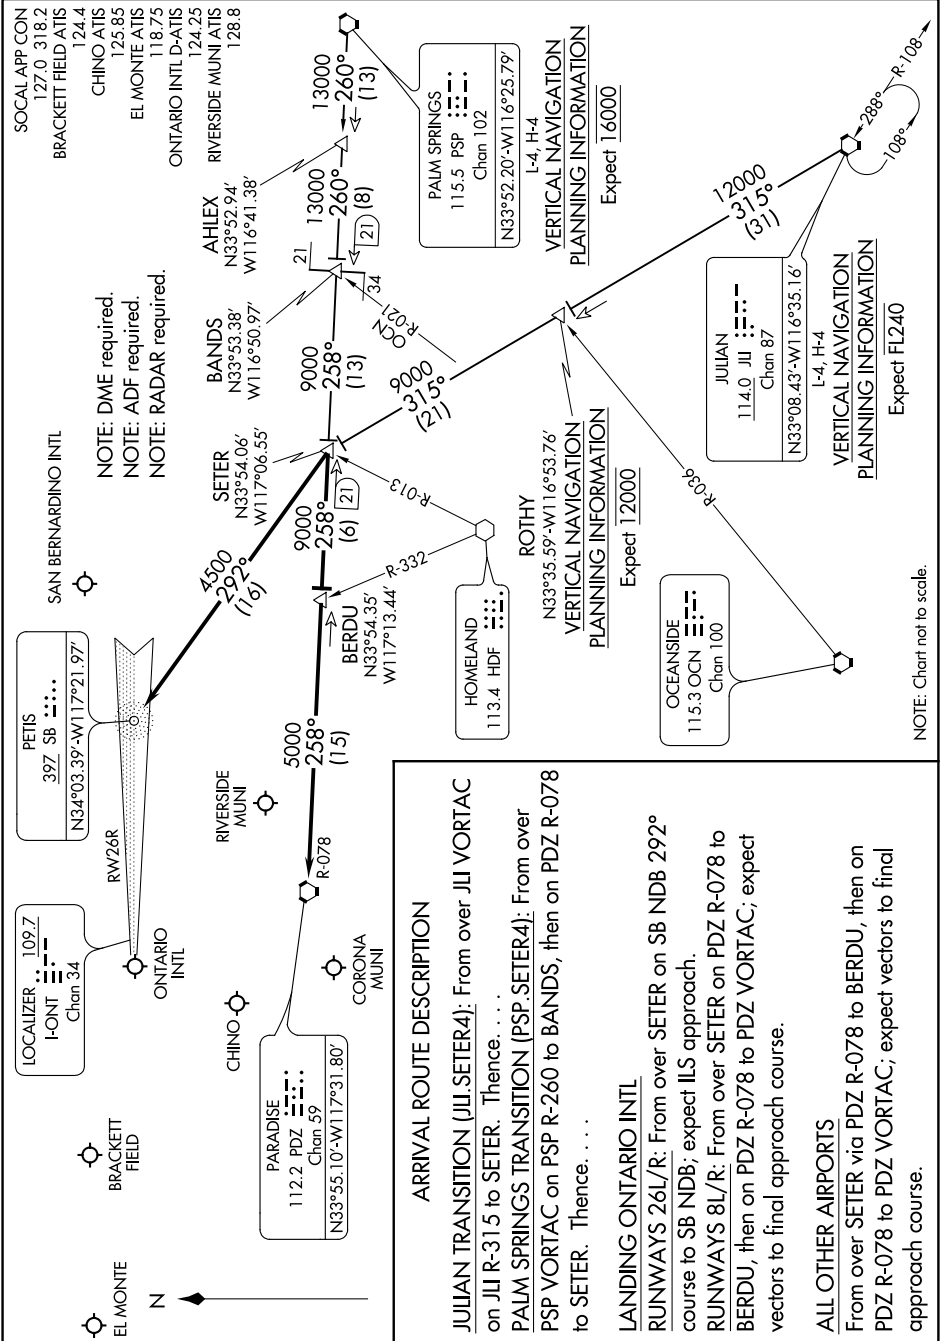 SOCAL APP CON
127.0 318.2
BRACKETT FIELD ATIS
124.4
CHINO ATIS
125.85
EL MONTE ATIS
118.75
ONTARIO INTL D-ATIS
124.25
RIVERSIDE MUNI ATIS
128.8
NOTE: DME required.
NOTE: ADF required.
NOTE: RADAR required.
EL MONTE
N
BRACKETT
FIELD
LOCALIZER 109.7
I-ONT
Chan 34
RW26R
ONTARIO
INTL
PETIS
397 SB
N34°03.39'-W117°21.97'
SAN BERNARDINO INTL
CHINO
CORONA
MUNI
RIVERSIDE
MUNI
PARADISE
112.2 PDZ
Chan 59
N33°55.10'-W117°31.80'
R-078
5000
258°
(15)
4500
292°
(16)
BERDU
N33°54.35'
W117°13.44'
9000
258°
(6)
21
SETER
N33°54.06'
W117°06.55'
9000
258°
(13)
BANDS
N33°53.38'
W116°50.97'
21
34
13000
260°
(8)
21
AHLEX
N33°52.94'
W116°41.38'
13000
260°
(13)
PALM SPRINGS
115.5 PSP
Chan 102
N33°52.20'-W116°25.79'
L-4, H-4
VERTICAL NAVIGATION
PLANNING INFORMATION
Expect 16000
OCN
R-021
R-013
R-332
HOMELAND
113.4 HDF
9000
315°
(21)
ROTHY
N33°35.59'-W116°53.76'
VERTICAL NAVIGATION
PLANNING INFORMATION
Expect 12000
12000
315°
(31)
R-036
OCEANSIDE
115.3 OCN
Chan 100
JULIAN
114.0 JLI
Chan 87
N33°08.43'-W116°35.16'
L-4, H-4
VERTICAL NAVIGATION
PLANNING INFORMATION
Expect FL240
288°
108°
R-108
NOTE: Chart not to scale.
ARRIVAL ROUTE DESCRIPTION
JULIAN TRANSITION (JLI.SETER4): From over JLI VORTAC
on JLI R-315 to SETER. Thence. . . .
PALM SPRINGS TRANSITION (PSP.SETER4): From over
PSP VORTAC on PSP R-260 to BANDS, then on PDZ R-078
to SETER. Thence. . . .
LANDING ONTARIO INTL
RUNWAYS 26L/R: From over SETER on SB NDB 292°
course to SB NDB; expect ILS approach.
RUNWAYS 8L/R: From over SETER on PDZ R-078 to
BERDU, then on PDZ R-078 to PDZ VORTAC; expect
vectors to final approach course.
ALL OTHER AIRPORTS
From over SETER via PDZ R-078 to BERDU, then on
PDZ R-078 to PDZ VORTAC; expect vectors to final
approach course.